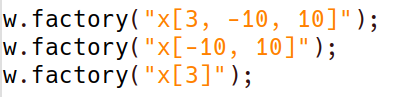 w.factory("x[3, -10, 10]");
w.factory("x[-10, 10]");
w.factory("x[3]");